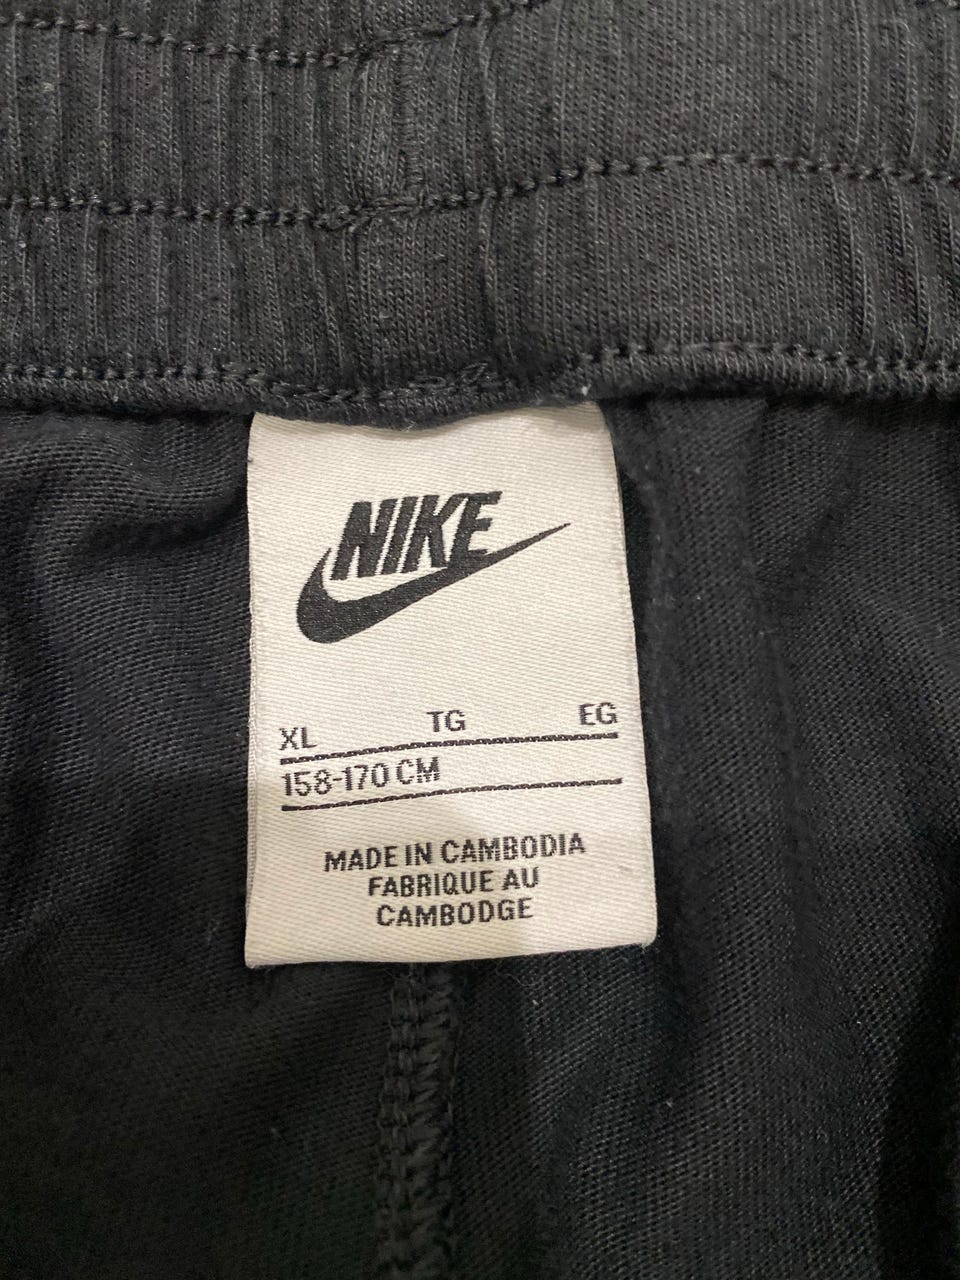 NIKE
XL TG EG
158-170 CM
MADE IN CAMBODIA
FABRIQUE AU
CAMBODGE